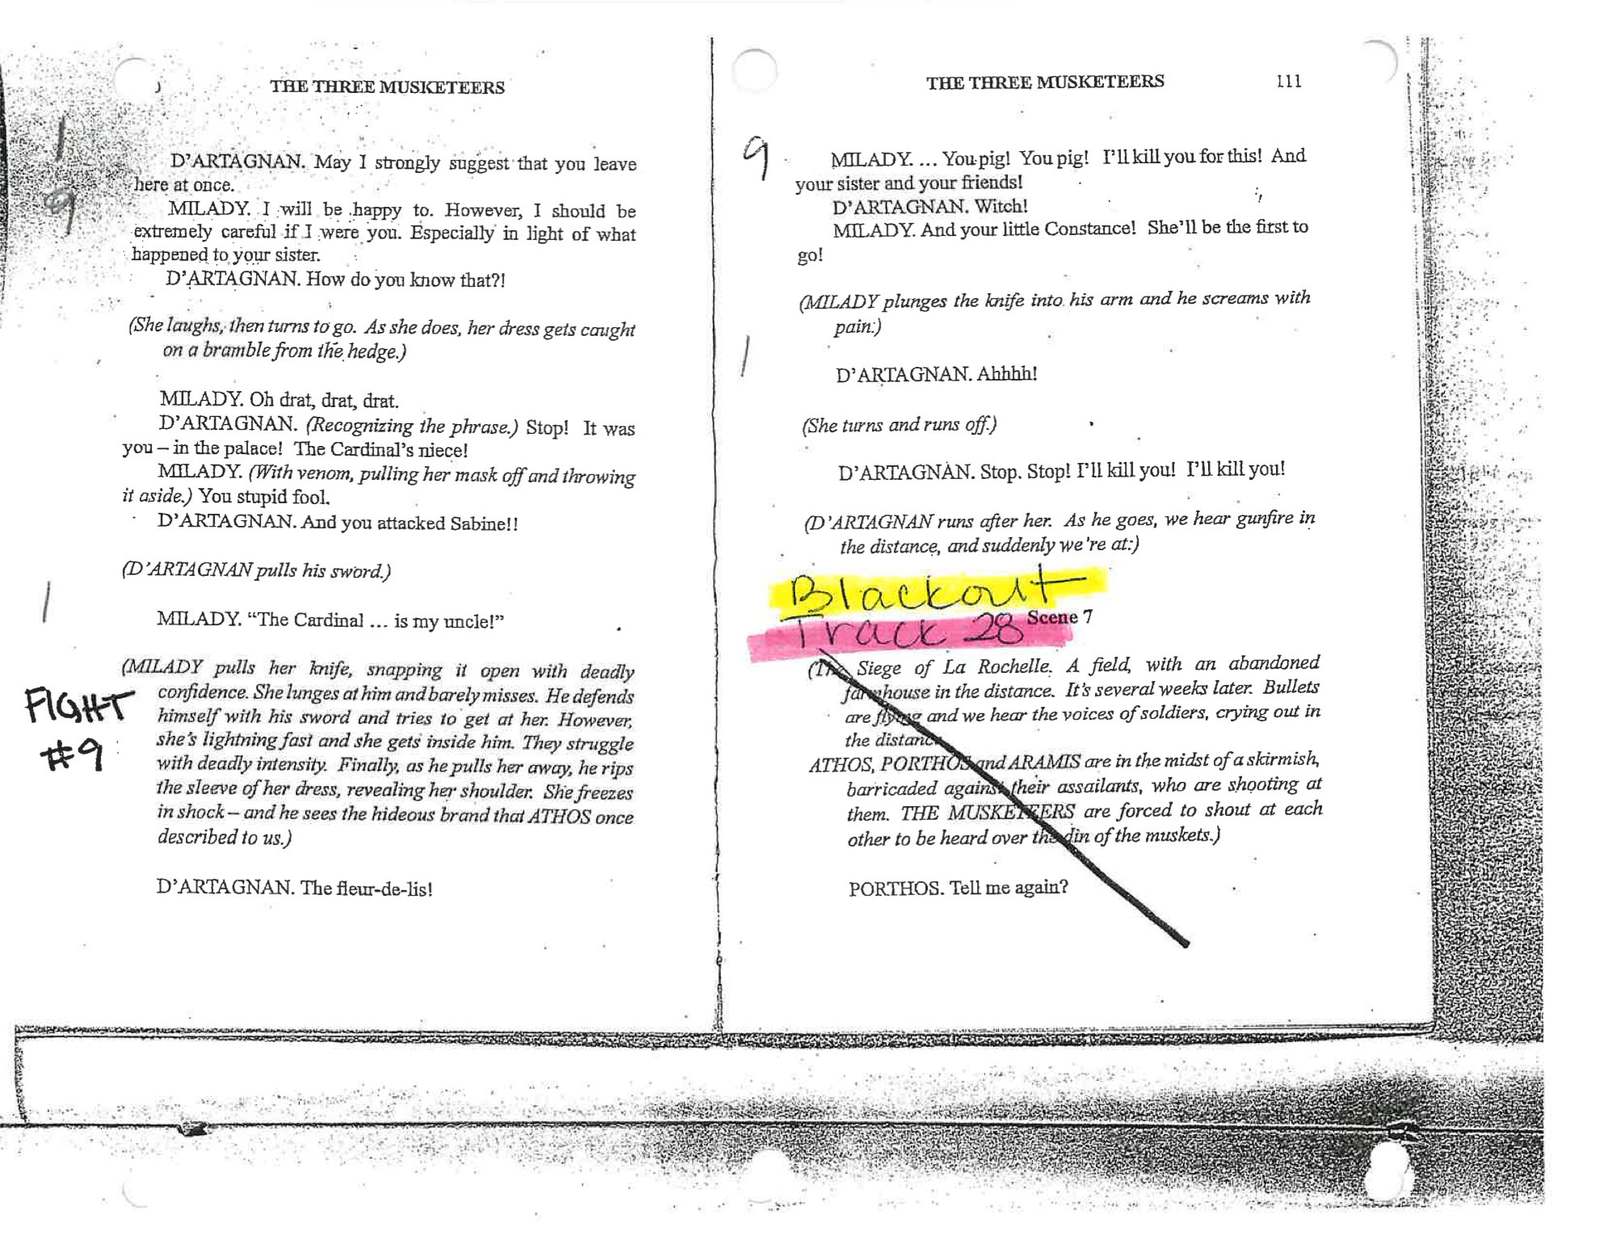 THE THREE MUSKETEERS
1
9
D'ARTAGNAN. May I strongly suggest that you leave
here at once.
MILADY. I will be happy to. However, I should be
extremely careful if I were you. Especially in light of what
happened to your sister.
D'ARTAGNAN. How do you know that?!
(She laughs, then turns to go. As she does, her dress gets caught
on a bramble from the hedge.)
MILADY. Oh drat, drat, drat.
D'ARTAGNAN. (Recognizing the phrase.) Stop! It was
you – in the palace! The Cardinal's niece!
MILADY. (With venom, pulling her mask off and throwing
it aside.) You stupid fool.
D'ARTAGNAN. And you attacked Sabine!!
(D'ARTAGNAN pulls his sword.)
1
MILADY. “The Cardinal ... is my uncle!”
(MILADY pulls her knife, snapping it open with deadly
confidence. She lunges at him and barely misses. He defends
himself with his sword and tries to get at her. However,
she's lightning fast and she gets inside him. They struggle
with deadly intensity. Finally, as he pulls her away, he rips
the sleeve of her dress, revealing her shoulder. She freezes
in shock – and he sees the hideous brand that ATHOS once
described to us.)
FIGHT
#9
D'ARTAGNAN. The fleur-de-lis!
THE THREE MUSKETEERS 111
9
MILADY. ... You pig! You pig! I'll kill you for this! And
your sister and your friends!
D'ARTAGNAN. Witch!
MILADY. And your little Constance! She'll be the first to
go!
(MILADY plunges the knife into his arm and he screams with
pain:)
1
D'ARTAGNAN. Ahhhh!
(She turns and runs off.)
D'ARTAGNAN. Stop. Stop! I'll kill you! I'll kill you!
(D'ARTAGNAN runs after her. As he goes, we hear gunfire in
the distance, and suddenly we're at:)
Blackout
Track 28
Scene 7
(The Siege of La Rochelle. A field, with an abandoned
farmhouse in the distance. It's several weeks later. Bullets
are flying and we hear the voices of soldiers, crying out in
the distance.
ATHOS, PORTHOS and ARAMIS are in the midst of a skirmish,
barricaded against their assailants, who are shooting at
them. THE MUSKETEERS are forced to shout at each
other to be heard over the din of the muskets.)
PORTHOS. Tell me again?